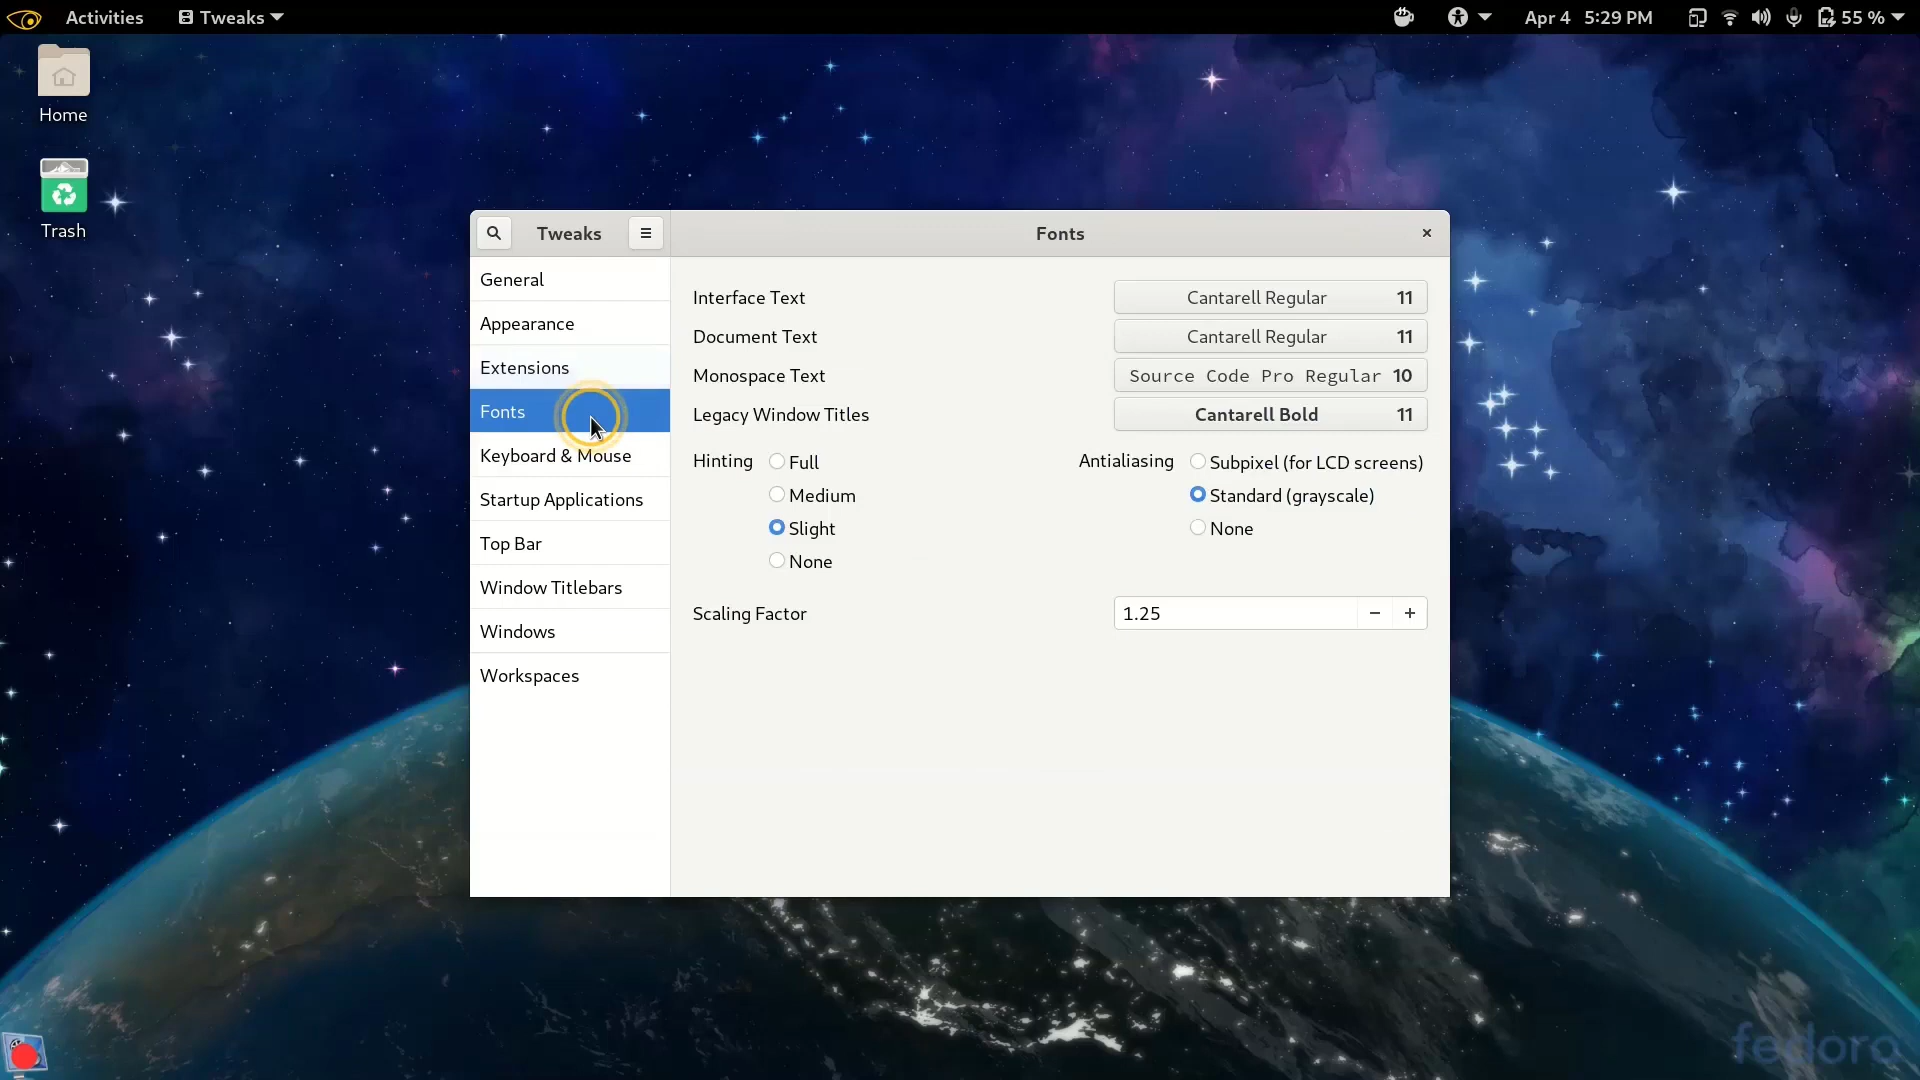 Activities
Tweaks
Apr 4 5:29 PM
55 %
Home
Trash
Tweaks
Fonts
General
Appearance
Extensions
Fonts
Keyboard & Mouse
Startup Applications
Top Bar
Window Titlebars
Windows
Workspaces
Interface Text
Cantarell Regular 11
Document Text
Cantarell Regular 11
Monospace Text
Source Code Pro Regular 10
Legacy Window Titles
Cantarell Bold 11
Hinting
Full
Medium
Slight
None
Antialiasing
Subpixel (for LCD screens)
Standard (grayscale)
None
Scaling Factor
1.25
fedora